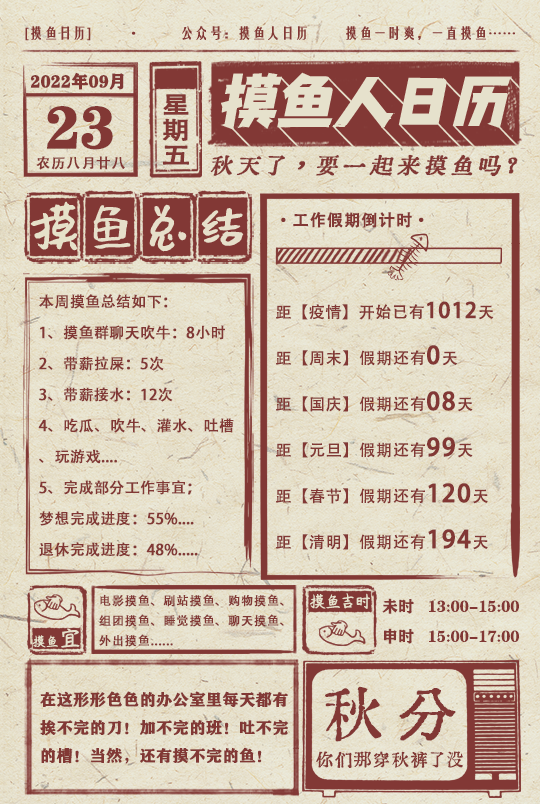 [摸鱼日历] · 公众号：摸鱼人日历 摸鱼一时爽，一直摸鱼……
2022年09月
23
农历八月廿八
星期五
摸鱼人日历
秋天了，要一起来摸鱼吗？
摸鱼总结
本周摸鱼总结如下：
1、摸鱼群聊天吹牛：8小时
2、带薪拉屎：5次
3、带薪接水：12次
4、吃瓜、吹牛、灌水、吐槽
、玩游戏....
5、完成部分工作事宜；
梦想完成进度：55%....
退休完成进度：48%.....
·工作假期倒计时·
距【疫情】开始已有1012天
距【周末】假期还有0天
距【国庆】假期还有08天
距【元旦】假期还有99天
距【春节】假期还有120天
距【清明】假期还有194天
摸鱼宜
电影摸鱼、刷站摸鱼、购物摸鱼、
组团摸鱼、睡觉摸鱼、聊天摸鱼、
外出摸鱼......
摸鱼吉时
未时 13:00-15:00
申时 15:00-17:00
在这形形色色的办公室里每天都有
挨不完的刀！加不完的班！吐不完
的槽！当然，还有摸不完的鱼！
秋分
你们那穿秋裤了没